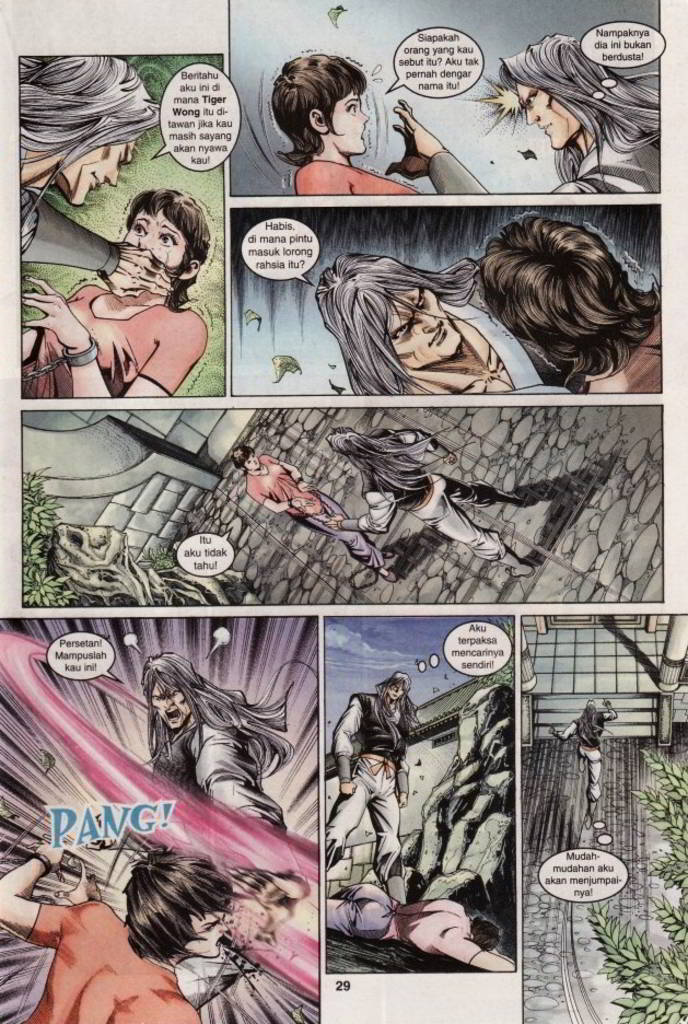 Beritahu
aku ini di
mana Tiger
Wong itu di-
tawan jika kau
masih sayang
akan nyawa
kau!
Siapakah
orang yang kau
sebut itu? Aku tak
pernah dengar
nama itu!
Nampaknya
dia ini bukan
berdusta!
Habis,
di mana pintu
masuk lorong
rahsia itu?
Itu
aku tidak
tahu!
Persetan!
Mampuslah
kau ini!
PANG!
Aku
terpaksa
mencarinya
sendiri!
Mudah-
mudahan aku
akan menjumpai-
nya!
29